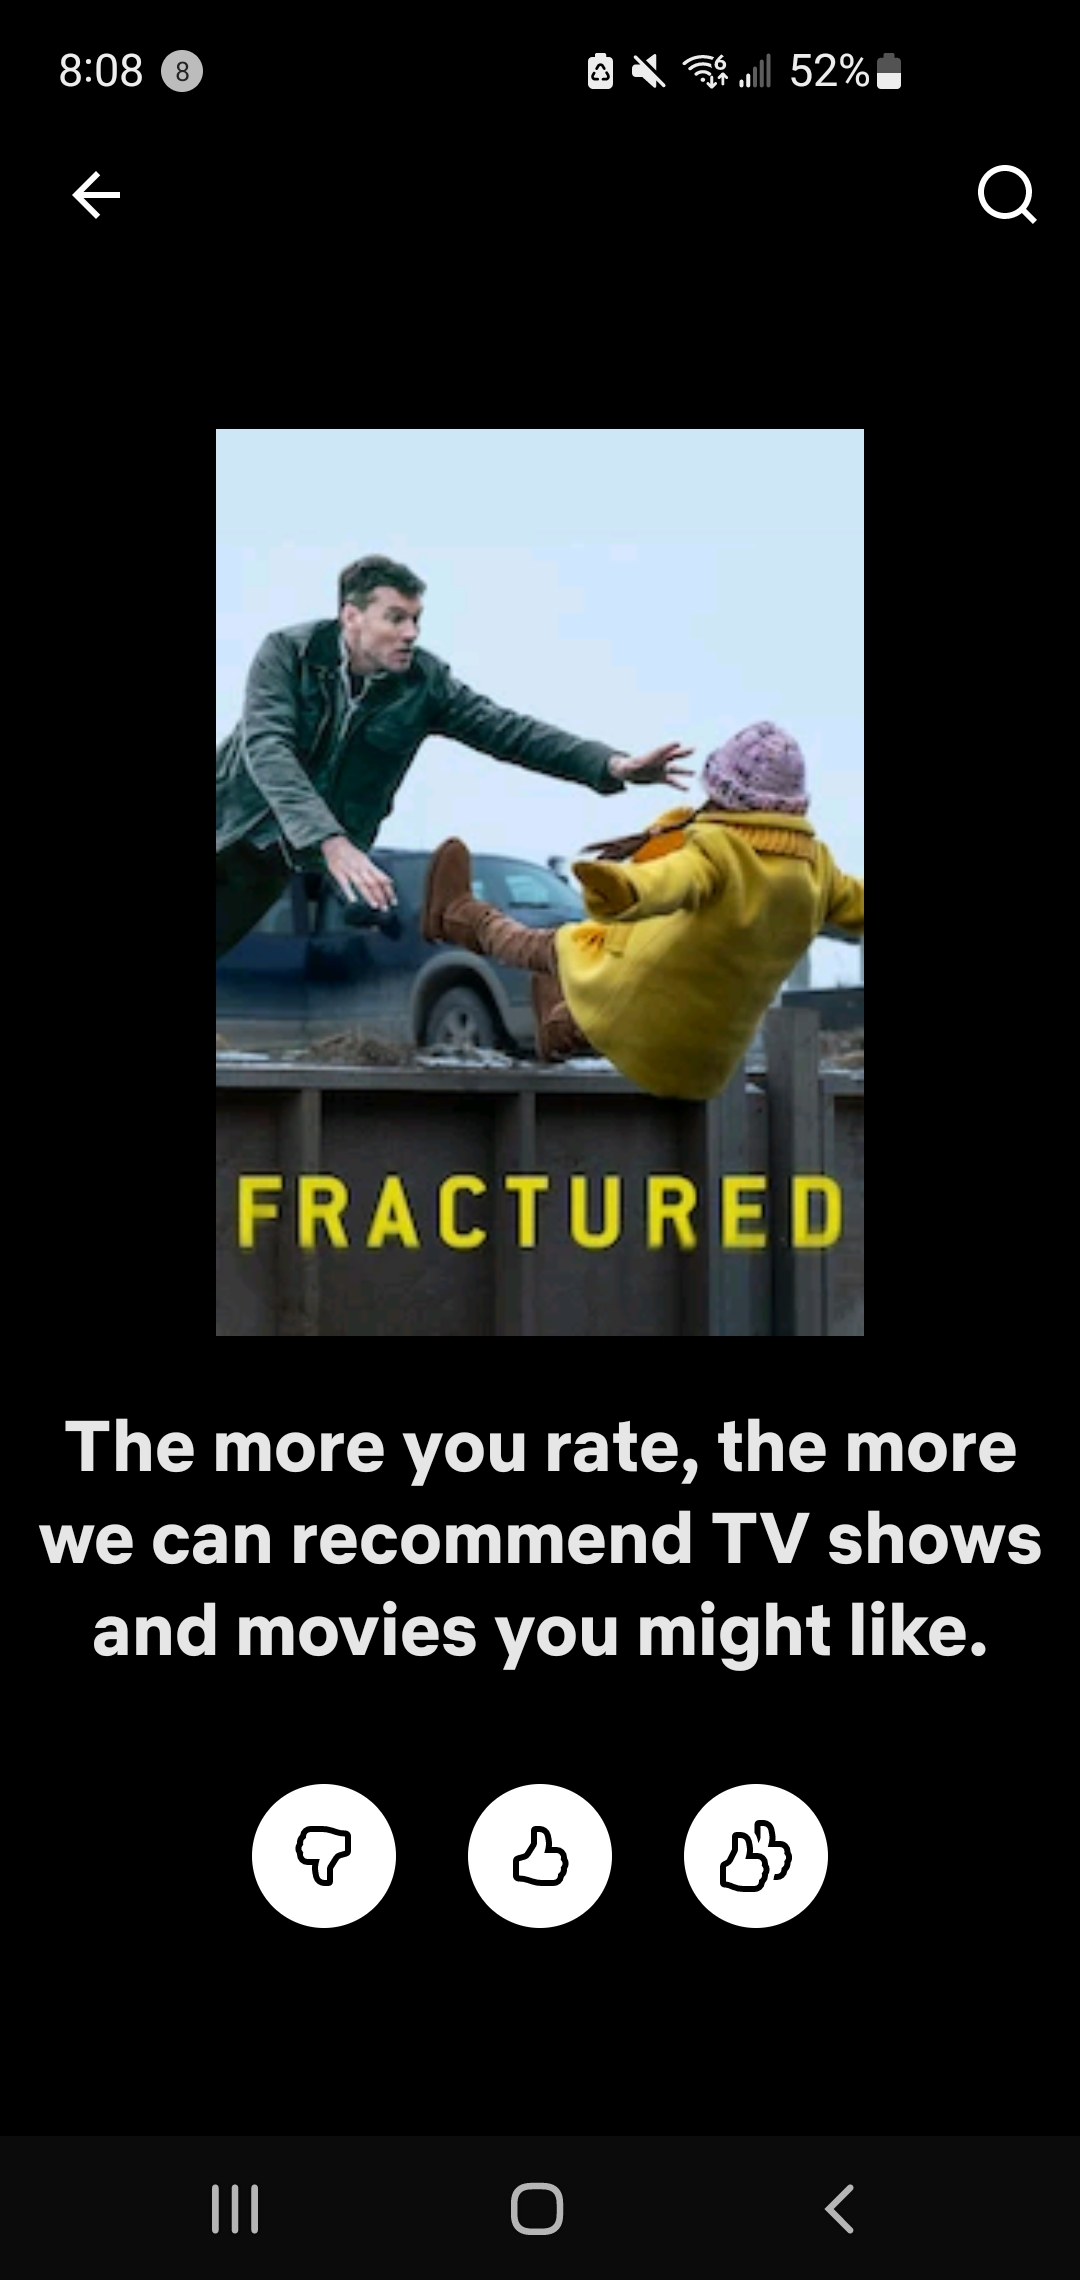 8:08 8 6 52%
FRACTURED
The more you rate, the more
we can recommend TV shows
and movies you might like.